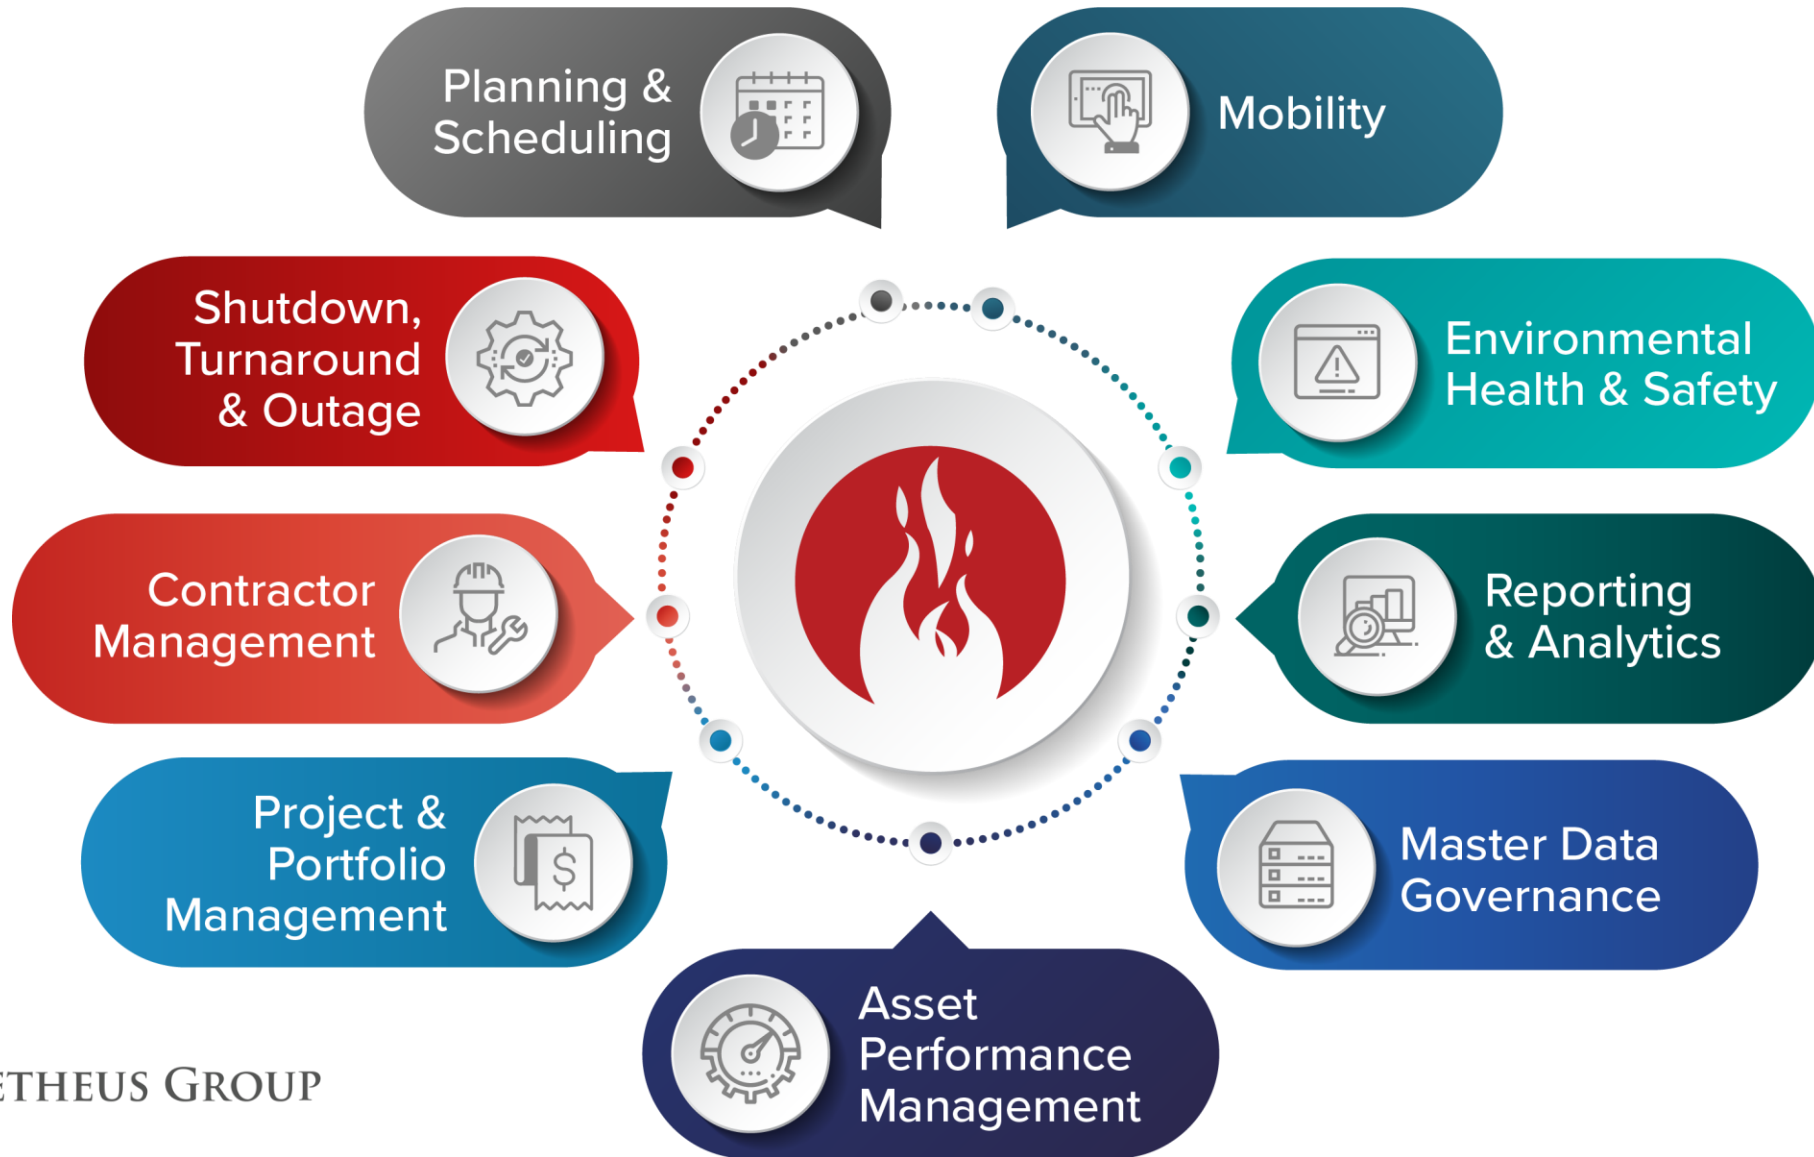 Planning &
Scheduling
Mobility
Shutdown,
Turnaround
& Outage
Environmental
Health & Safety
Contractor
Management
Reporting
& Analytics
Project &
Portfolio
Management
$
Master Data
Governance
Asset
Performance
Management
ETHEUS GROUP